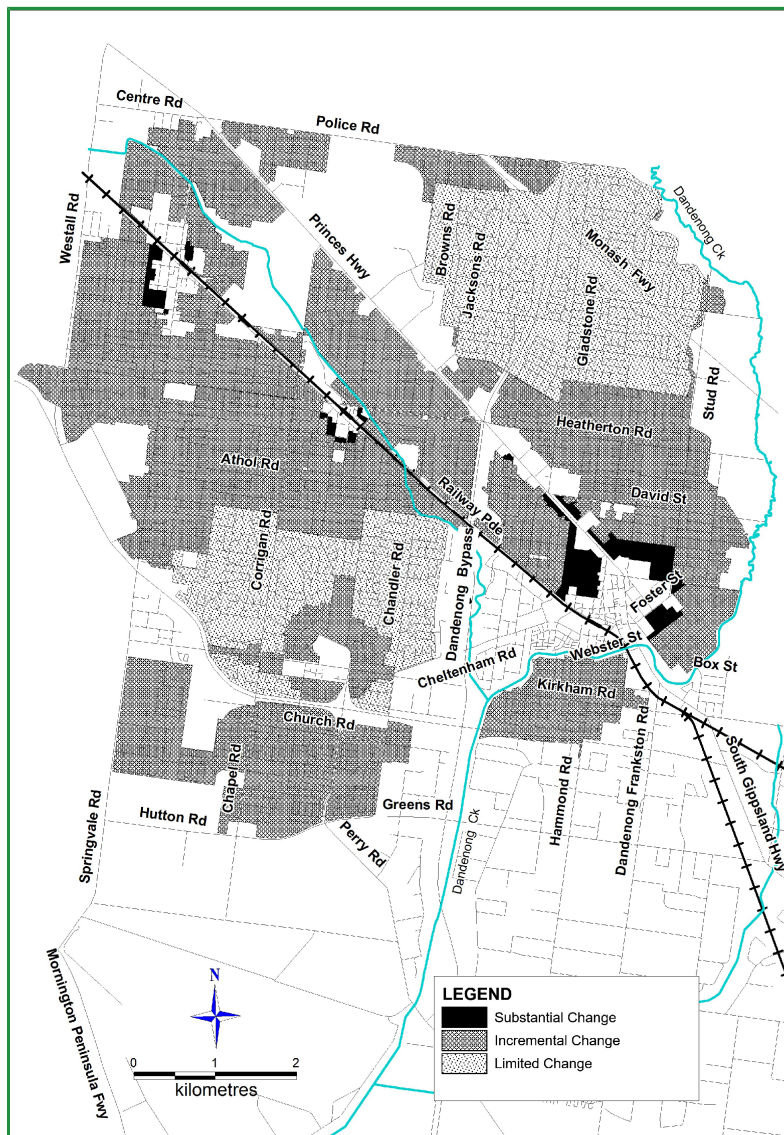 Centre Rd
Police Rd
Westall Rd
Princes Hwy
Browns Rd
Jacksons Rd
Monash Fwy
Gladstone Rd
Dandenong Ck
Stud Rd
Heatherton Rd
Athol Rd
David St
Railway Pde
Corrigan Rd
Chandler Rd
Dandenong Bypass
Foster St
Webster St
Box St
Cheltenham Rd
Kirkham Rd
Church Rd
Chapel Rd
Springvale Rd
Hutton Rd
Greens Rd
Perry Rd
Dandenong Ck
Hammond Rd
Dandenong Frankston Rd
South Gippsland Hwy
Mornington Peninsula Fwy
N
0 1 2
kilometres
LEGEND
Substantial Change
Incremental Change
Limited Change